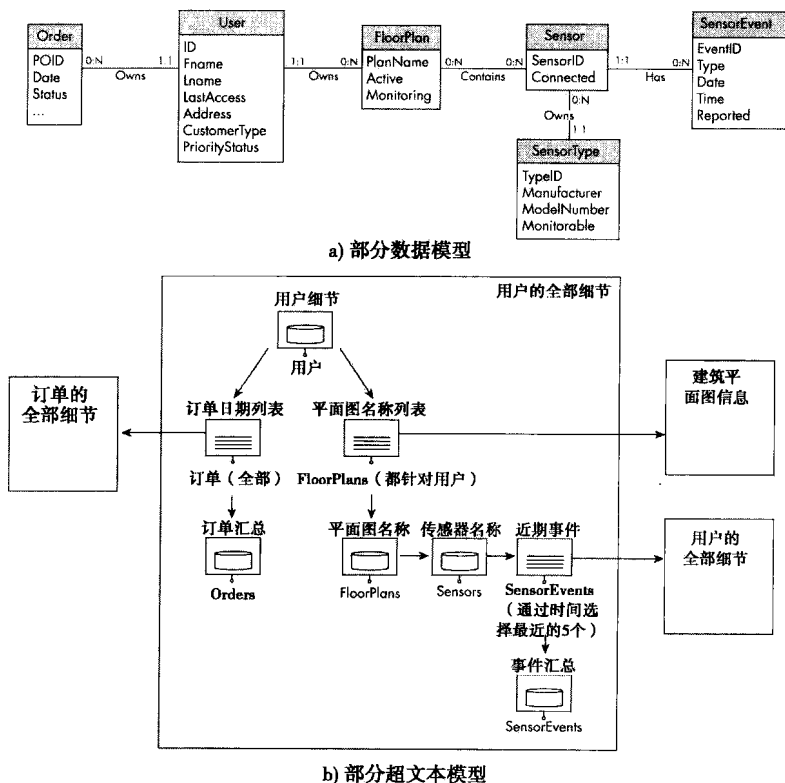 Order
POID
Date
Status
...
0:N
1:1
Owns
User
ID
Fname
Lname
LastAccess
Address
CustomerType
PriorityStatus
1:1
0:N
Owns
FloorPlan
PlanName
Active
Monitoring
0:N
0:N
Contains
Sensor
SensorID
Connected
1:1
0:N
Has
SensorEvent
EventID
Type
Date
Time
Reported
0:N
Owns
1:1
SensorType
TypeID
Manufacturer
ModelNumber
Monitorable
a) 部分数据模型
用户的全部细节
用户细节
用户
订单的
全部细节
订单日期列表
平面图名称列表
建筑平
面图信息
订单（全部）
FloorPlans（都针对用户）
订单汇总
平面图名称
传感器名称
近期事件
用户的
全部细节
Orders
FloorPlans
Sensors
SensorEvents
（通过时间选
择最近的5个）
事件汇总
SensorEvents
b) 部分超文本模型